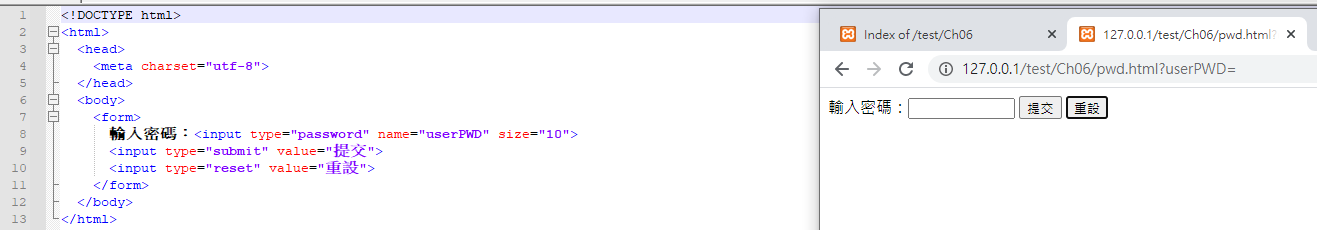 1 <!DOCTYPE html>
2 <html>
3 <head>
4 <meta charset="utf-8">
5 </head>
6 <body>
7 <form>
8 輸入密碼：<input type="password" name="userPWD" size="10">
9 <input type="submit" value="提交">
10 <input type="reset" value="重設">
11 </form>
12 </body>
13 </html>
Index of /test/Ch06
127.0.0.1/test/Ch06/pwd.html?
127.0.0.1/test/Ch06/pwd.html?userPWD=
輸入密碼： 提交 重設